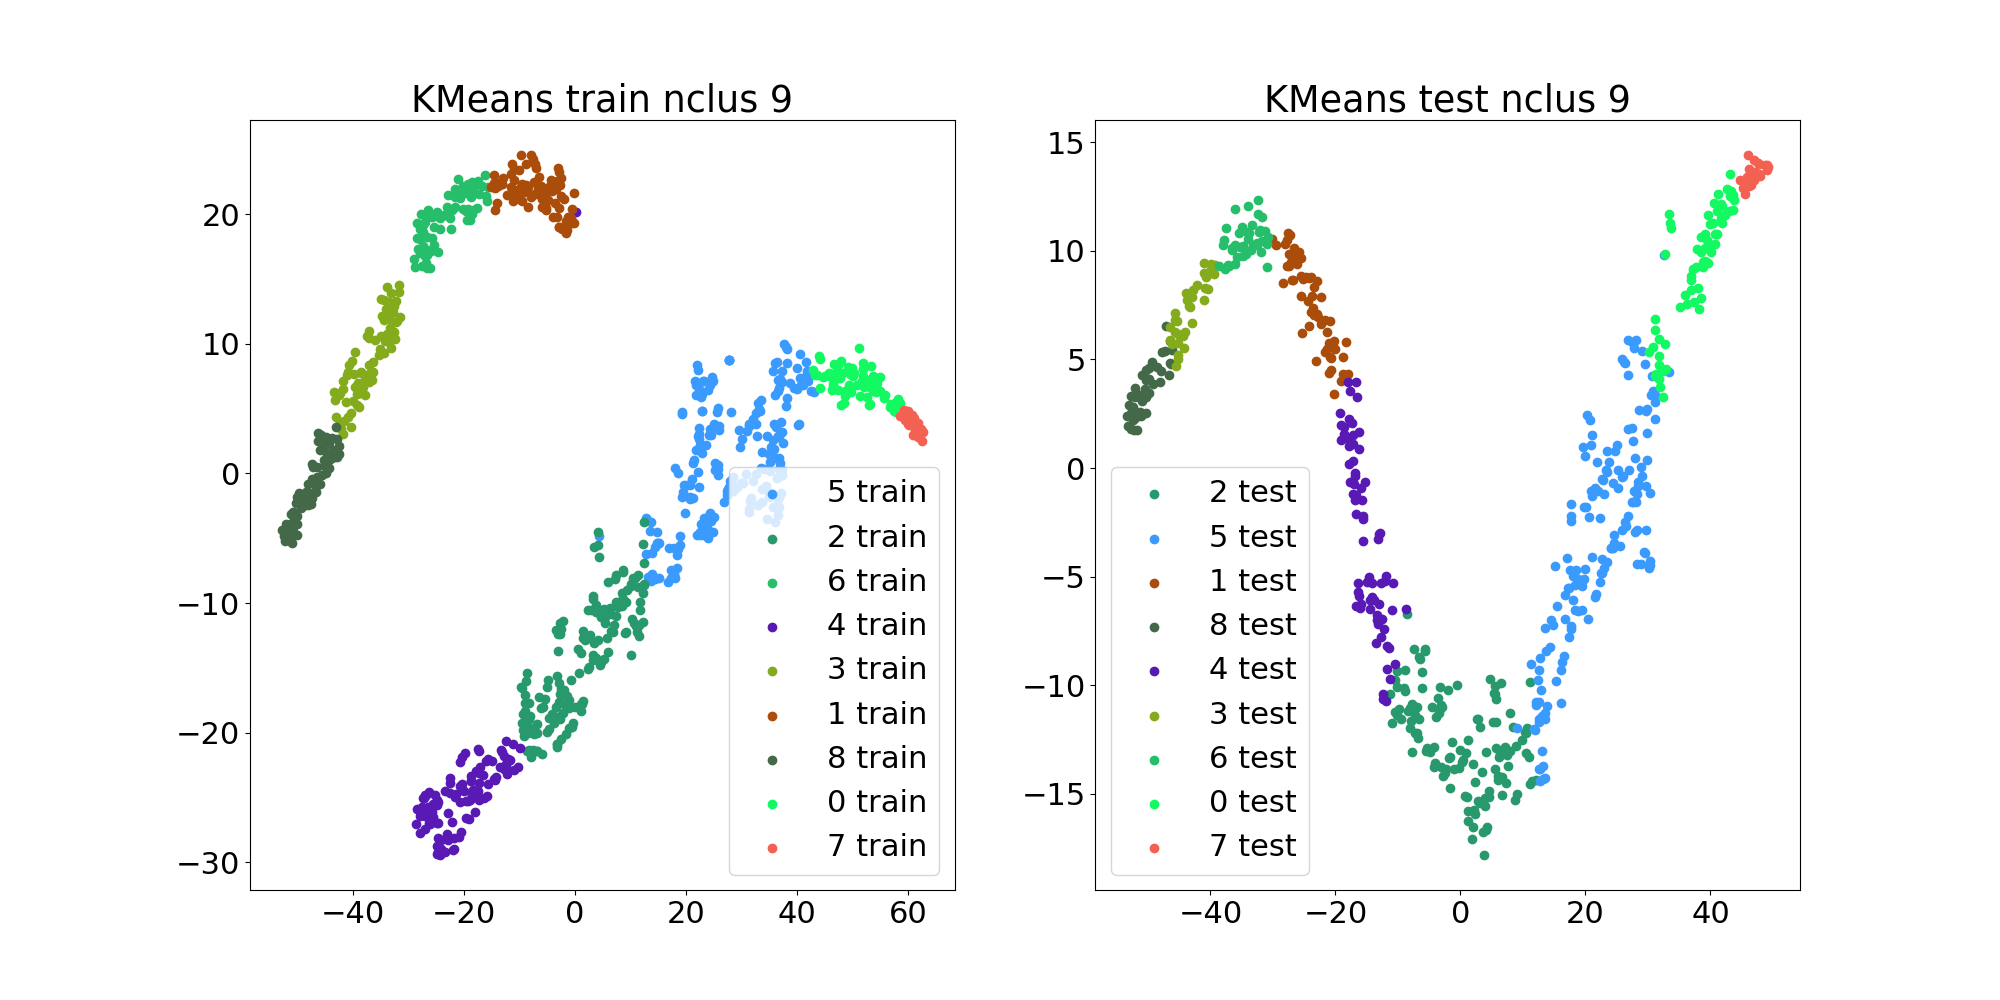 KMeans train nclus 9
20
10
0
−10
−20
−30
−40
−20
0
20
40
60
5 train
2 train
6 train
4 train
3 train
1 train
8 train
0 train
7 train
KMeans test nclus 9
15
10
5
0
−5
−10
−15
−40
−20
0
20
40
2 test
5 test
1 test
8 test
4 test
3 test
6 test
0 test
7 test